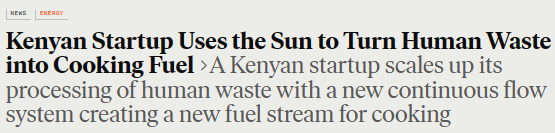 NEWS ENERGY
Kenyan Startup Uses the Sun to Turn Human Waste
into Cooking Fuel › A Kenyan startup scales up its
processing of human waste with a new continuous flow
system creating a new fuel stream for cooking